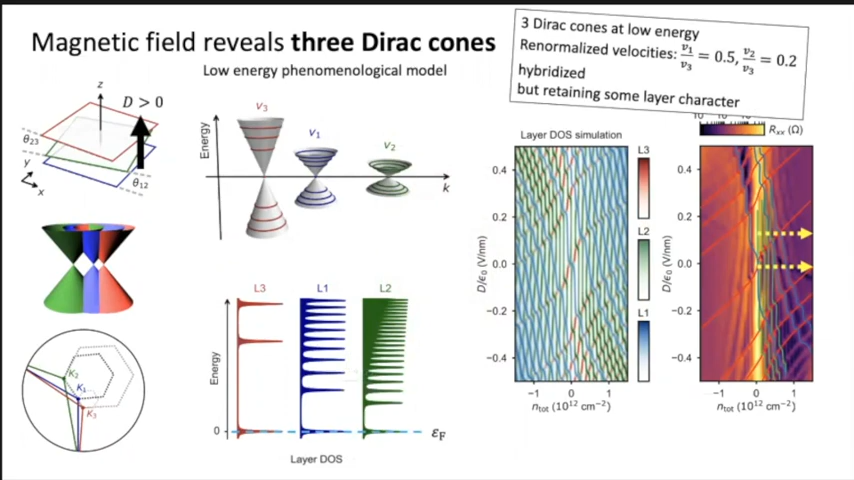 Magnetic field reveals three Dirac cones
3 Dirac cones at low energy
Renormalized velocities: v₁/v₃ = 0.5, v₂/v₃ = 0.2
hybridized
but retaining some layer character
Low energy phenomenological model
z
D > 0
θ₂₃
y
x
θ₁₂
Energy
v₃
v₁
v₂
k
K₂
K₁
K₃
L3
L1
L2
Energy
0
εF
Layer DOS
Layer DOS simulation
D/ϵ₀ (V/nm)
0.4
0.2
0.0
−0.2
−0.4
−1
0
1
nₜₒₜ (10¹² cm⁻²)
L3
L2
L1
Rₓₓ (Ω)
D/ϵ₀ (V/nm)
0.4
0.2
0.0
−0.2
−0.4
−1
0
1
nₜₒₜ (10¹² cm⁻²)